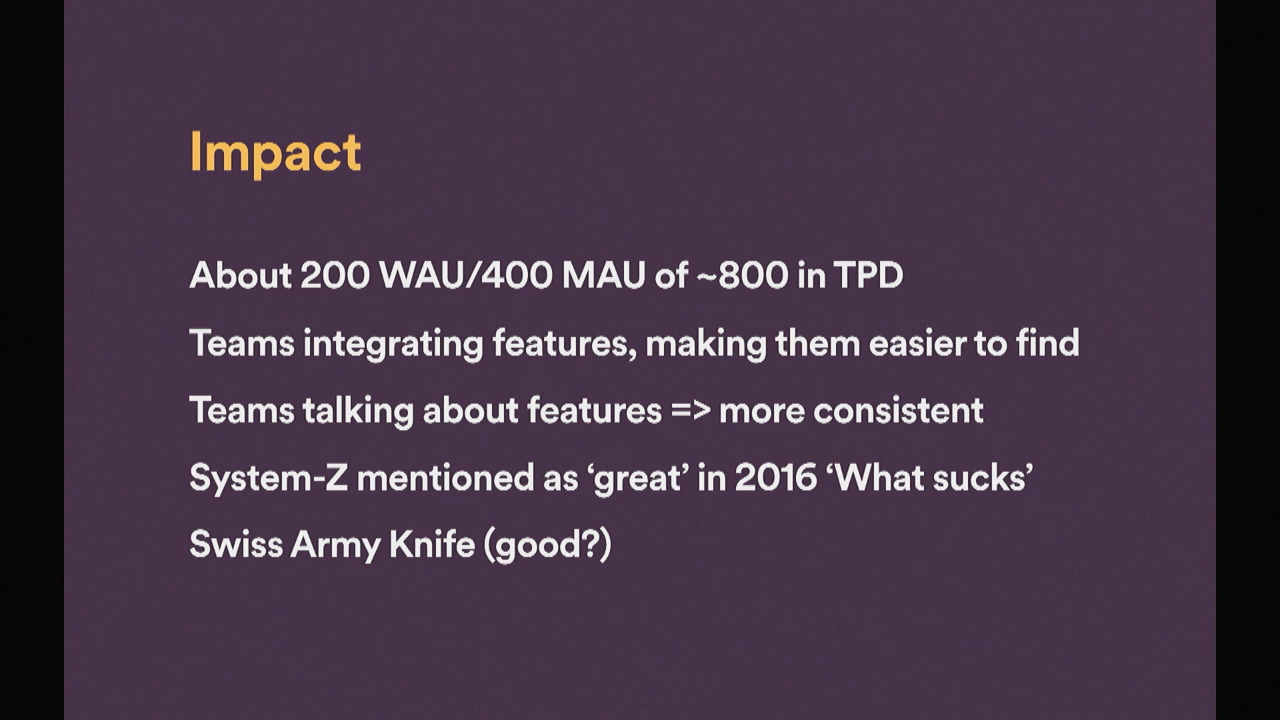 Impact
About 200 WAU/400 MAU of ~800 in TPD
Teams integrating features, making them easier to find
Teams talking about features => more consistent
System-Z mentioned as ‘great’ in 2016 ‘What sucks’
Swiss Army Knife (good?)